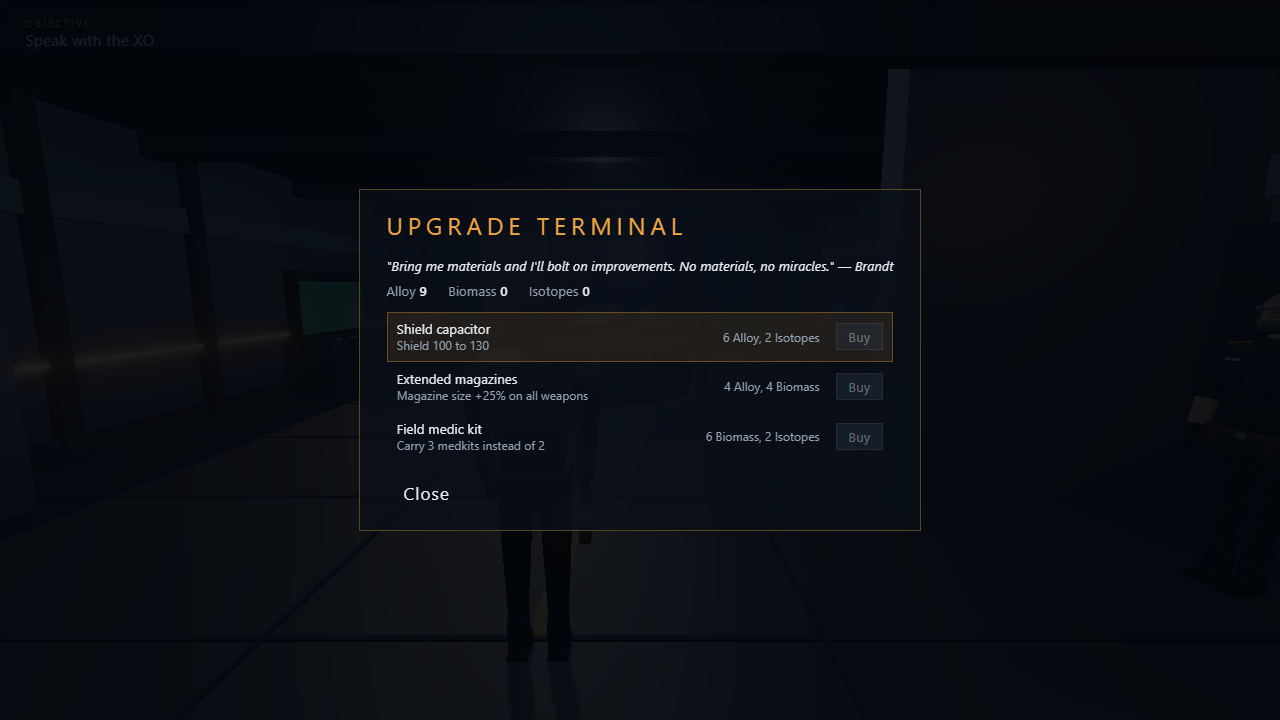 OBJECTIVE
Speak with the XO
UPGRADE TERMINAL
"Bring me materials and I'll bolt on improvements. No materials, no miracles." — Brandt
Alloy 9 Biomass 0 Isotopes 0
Shield capacitor
Shield 100 to 130
6 Alloy, 2 Isotopes
Buy
Extended magazines
Magazine size +25% on all weapons
4 Alloy, 4 Biomass
Buy
Field medic kit
Carry 3 medkits instead of 2
6 Biomass, 2 Isotopes
Buy
Close